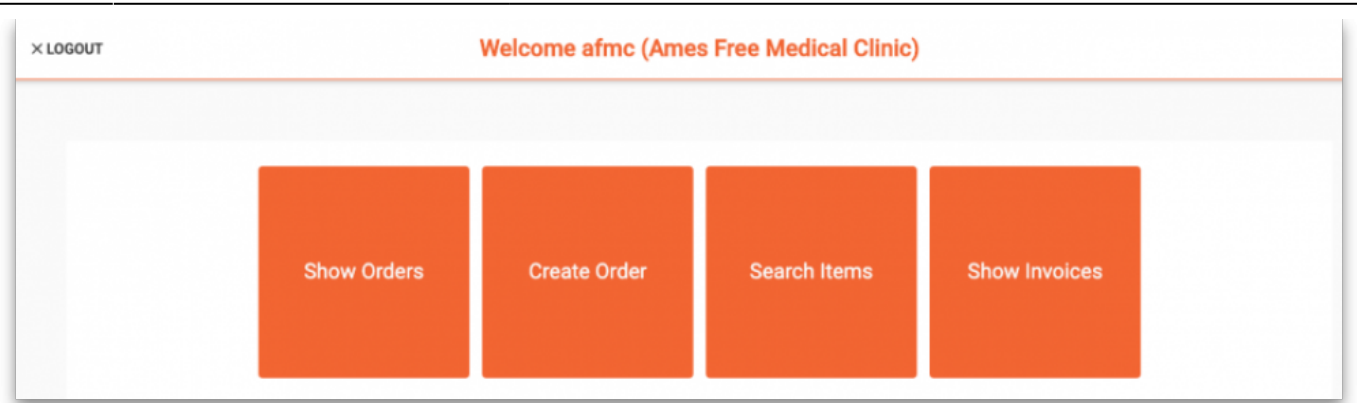 × LOGOUT
Welcome afmc (Ames Free Medical Clinic)
Show Orders
Create Order
Search Items
Show Invoices